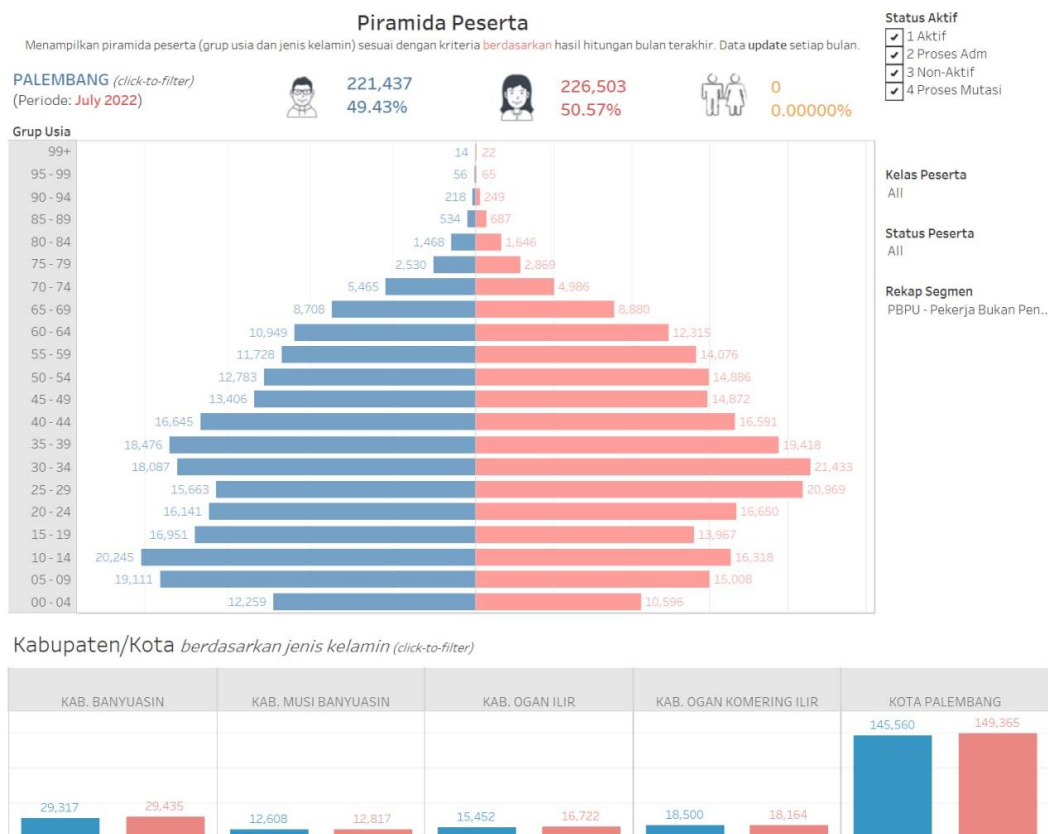 Piramida Peserta
Menampilkan piramida peserta (grup usia dan jenis kelamin) sesuai dengan kriteria berdasarkan hasil hitungan bulan terakhir. Data update setiap bulan.
PALEMBANG (click-to-filter)
(Periode: July 2022)
221,437
49.43%
226,503
50.57%
0
0.00000%
Status Aktif
1 Aktif
2 Proses Adm
3 Non-Aktif
4 Proses Mutasi
Kelas Peserta
All
Status Peserta
All
Rekap Segmen
PBPU - Pekerja Bukan Pen..
Grup Usia
99+ 14 22
95 - 99 56 65
90 - 94 218 249
85 - 89 534 687
80 - 84 1,468 1,646
75 - 79 2,530 2,869
70 - 74 5,465 4,986
65 - 69 8,708 8,880
60 - 64 10,949 12,315
55 - 59 11,728 14,076
50 - 54 12,783 14,886
45 - 49 13,406 14,872
40 - 44 16,645 16,591
35 - 39 18,476 19,418
30 - 34 18,087 21,433
25 - 29 15,663 20,969
20 - 24 16,141 16,650
15 - 19 16,951 13,967
10 - 14 20,245 16,318
05 - 09 19,111 15,008
00 - 04 12,259 10,596
Kabupaten/Kota berdasarkan jenis kelamin (click-to-filter)
KAB. BANYUASIN KAB. MUSI BANYUASIN KAB. OGAN ILIR KAB. OGAN KOMERING ILIR KOTA PALEMBANG
29,317 29,435 12,608 12,817 15,452 16,722 18,500 18,164 145,560 149,365